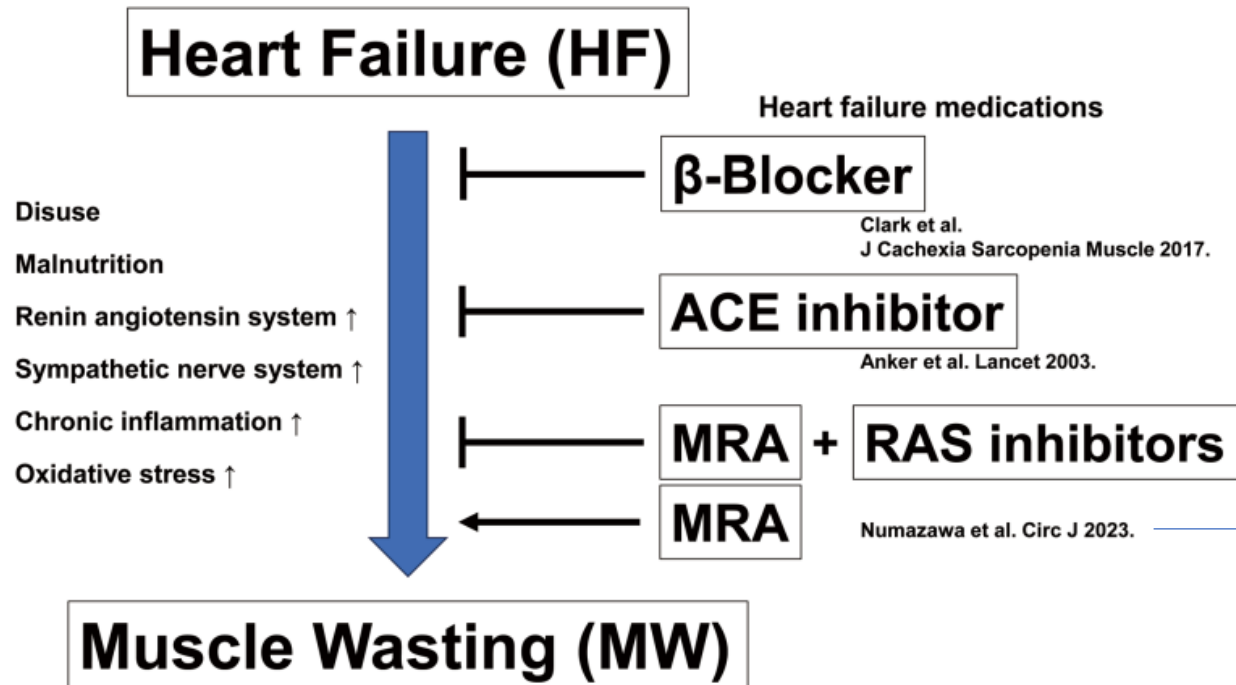 Heart Failure (HF)
Heart failure medications
β-Blocker
Clark et al.
J Cachexia Sarcopenia Muscle 2017.
Disuse
Malnutrition
Renin angiotensin system ↑
Sympathetic nerve system ↑
Chronic inflammation ↑
Oxidative stress ↑
ACE inhibitor
Anker et al. Lancet 2003.
MRA + RAS inhibitors
MRA
Numazawa et al. Circ J 2023.
Muscle Wasting (MW)